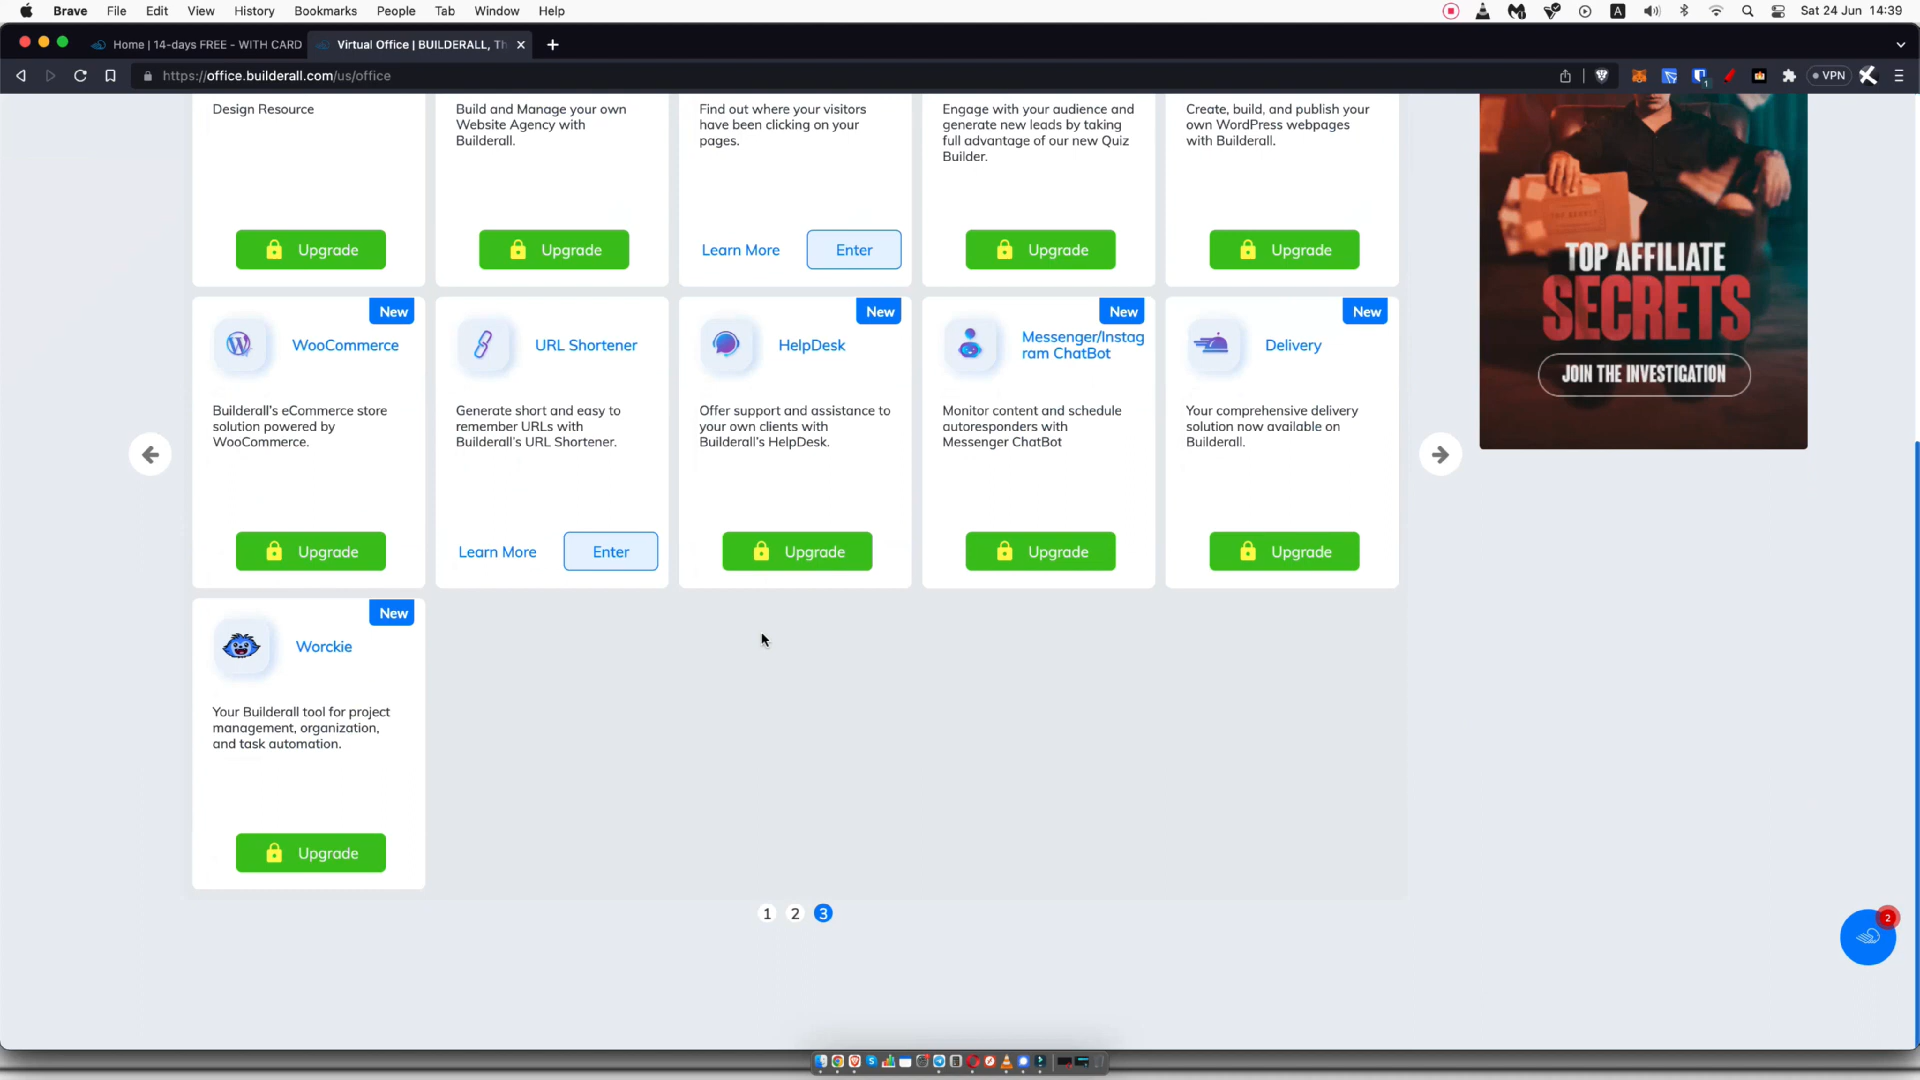 Brave File Edit View History Bookmarks People Tab Window Help
A Sat 24 Jun 14:39
Home | 14-days FREE - WITH CARD
Virtual Office | BUILDERALL, Th
https://office.builderall.com/us/office
1
VPN
Design Resource
Upgrade
Build and Manage your own
Website Agency with
Builderall.
Upgrade
Find out where your visitors
have been clicking on your
pages.
Learn More Enter
Engage with your audience and
generate new leads by taking
full advantage of our new Quiz
Builder.
Upgrade
Create, build, and publish your
own WordPress webpages
with Builderall.
Upgrade
TOP AFFILIATE
SECRETS
JOIN THE INVESTIGATION
New
WooCommerce
Builderall's eCommerce store
solution powered by
WooCommerce.
Upgrade
URL Shortener
Generate short and easy to
remember URLs with
Builderall's URL Shortener.
Learn More Enter
New
HelpDesk
Offer support and assistance to
your own clients with
Builderall's HelpDesk.
Upgrade
New
Messenger/Instag
ram ChatBot
Monitor content and schedule
autoresponders with
Messenger ChatBot
Upgrade
New
Delivery
Your comprehensive delivery
solution now available on
Builderall.
Upgrade
New
Worckie
Your Builderall tool for project
management, organization,
and task automation.
Upgrade
1 2 3
2